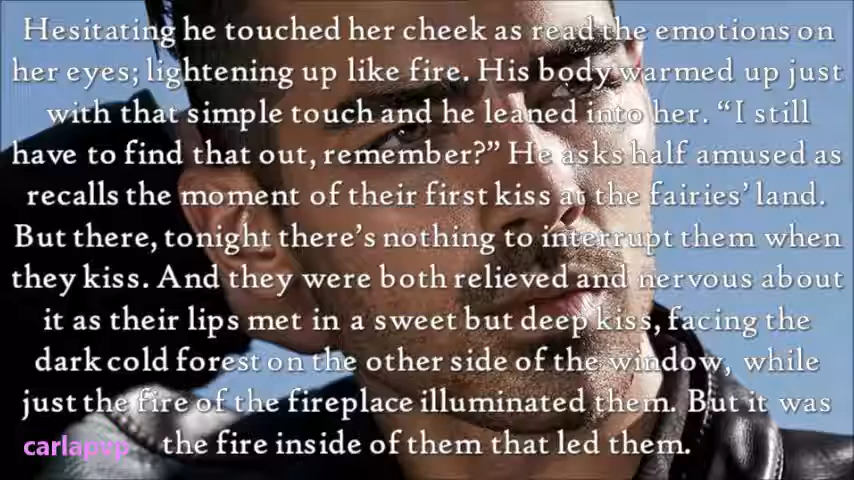 Hesitating he touched her cheek as read the emotions on
her eyes; lightening up like fire. His body warmed up just
with that simple touch and he leaned into her. “I still
have to find that out, remember?” He asks half amused as
recalls the moment of their first kiss at the fairies’ land.
But there, tonight there’s nothing to interrupt them when
they kiss. And they were both relieved and nervous about
it as their lips met in a sweet but deep kiss, facing the
dark cold forest on the other side of the window, while
just the fire of the fireplace illuminated them. But it was
the fire inside of them that led them.
carlapvp